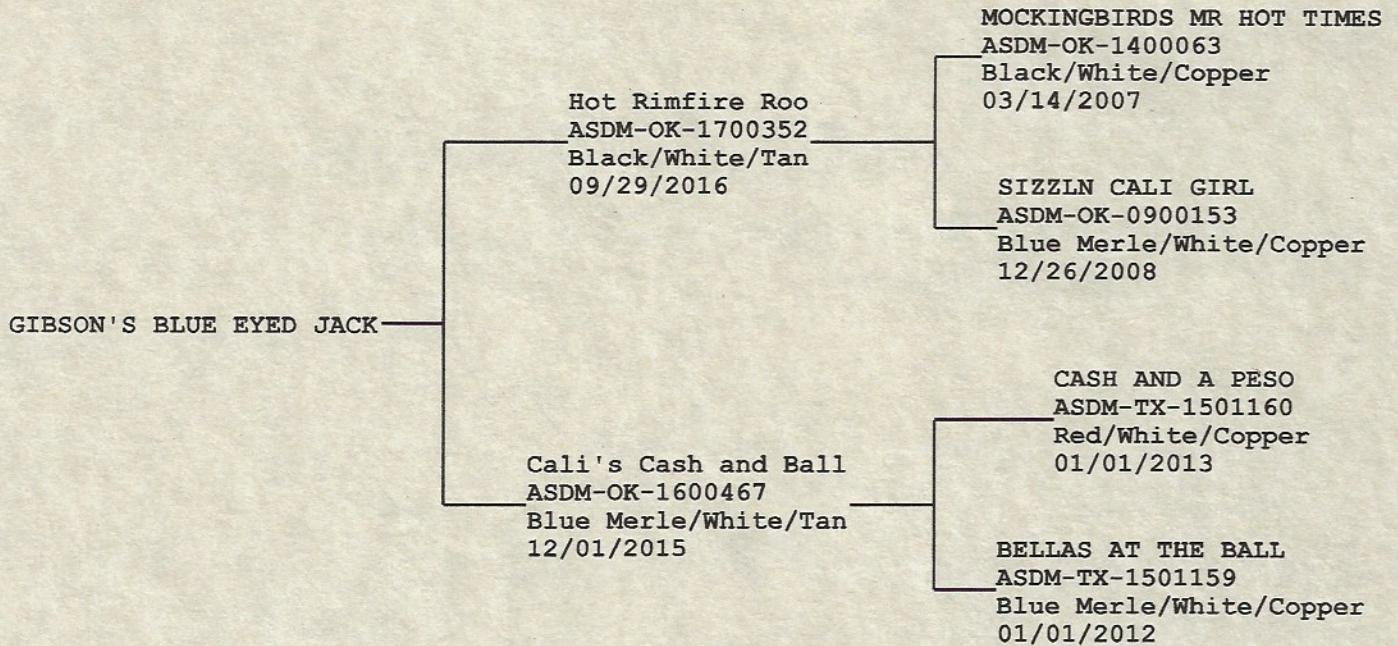 MOCKINGBIRDS MR HOT TIMES
ASDM-OK-1400063
Black/White/Copper
03/14/2007
Hot Rimfire Roo
ASDM-OK-1700352
Black/White/Tan
09/29/2016
SIZZLN CALI GIRL
ASDM-OK-0900153
Blue Merle/White/Copper
12/26/2008
GIBSON'S BLUE EYED JACK
CASH AND A PESO
ASDM-TX-1501160
Red/White/Copper
01/01/2013
Cali's Cash and Ball
ASDM-OK-1600467
Blue Merle/White/Tan
12/01/2015
BELLAS AT THE BALL
ASDM-TX-1501159
Blue Merle/White/Copper
01/01/2012